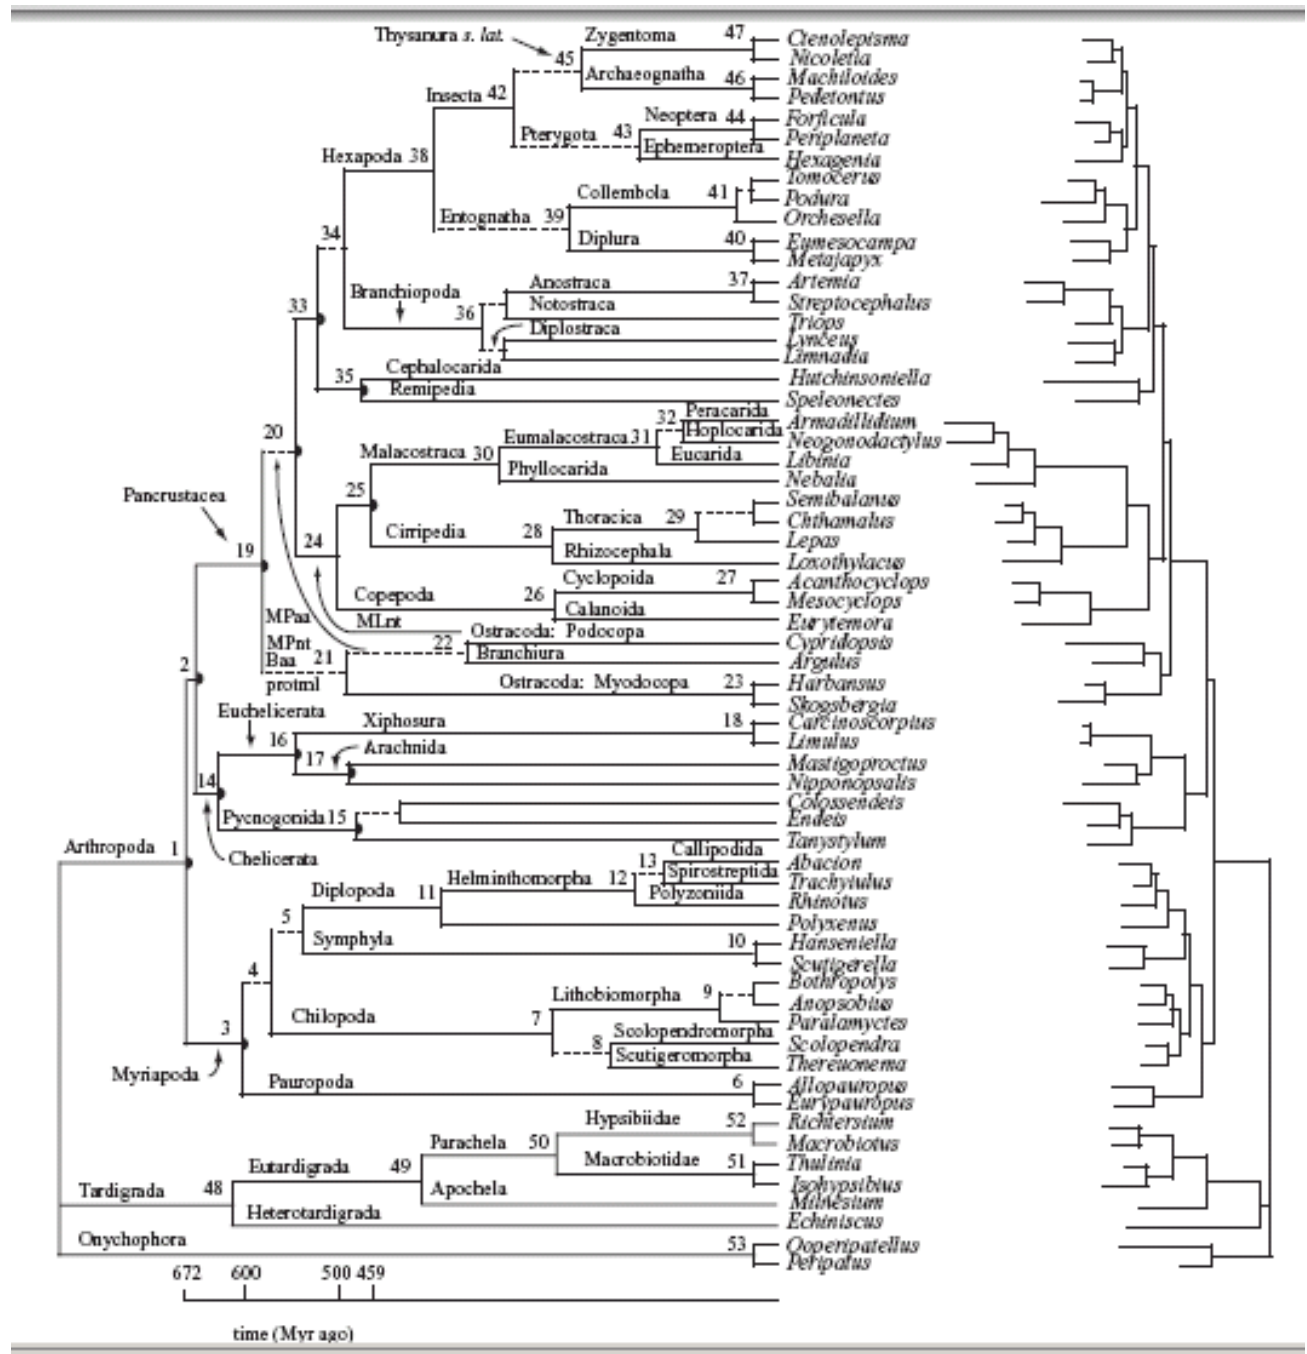 Thysanura s. lat.
Zygentoma 47 Ctenolepisma
45 Nicoletia
Archaeognatha 46 Machiloides
Insecta 42 Pedetontus
Neoptera 44 Forficula
Pterygota 43 Periplaneta
Ephemeroptera Hexagenia
Hexapoda 38 Tomocerus
Collembola 41 Podura
Entognatha 39 Orchesella
34 Diplura 40 Eumesocampa
Metajapyx
Anostraca 37 Artemia
Branchiopoda Notostraca Streptocephalus
33 36 Triops
Diplostraca Lynceus
Limnadia
Cephalocarida Hutchinsoniella
35 Remipedia Speleonectes
32 Peracarida Armadillidium
20 Eumalacostraca 31 Hoplocarida Neogonodactylus
Malacostraca 30 Eucarida Libinia
Phyllocarida Nebalia
25 Semibalanus
Pancrustacea Thoracica 29 Chthamalus
Cirripedia 28 Lepas
19 24 Rhizocephala Loxothylacus
Cyclopoida 27 Acanthocyclops
Copepoda 26 Calanoida Mesocyclops
MPaa MLnt Eurytemora
Ostracoda: Podocopa
MPnt 22 Cypridopsis
2 Baa 21 Branchiura Argulus
protml Ostracoda: Myodocopa 23 Harbansus
Skogsbergia
Euchelicerata Xiphosura 18 Carcinoscorpius
16 17 Arachnida Limulus
Mastigoproctus
14 Nipponopsalis
Colossendeis
Pycnogonida 15 Endeis
Tanystylum
Arthropoda 1 Chelicerata
13 Callipodida Abacion
Helminthomorpha 12 Spirostreptida Trachyiulus
Diplopoda 11 Polyzoniida Rhinotus
5 Polyxenus
Symphyla 10 Hanseniella
4 Scutigerella
Bothropolys
Lithobiomorpha 9 Anopsobius
Chilopoda 7 Paralamyctes
3 8 Scolopendromorpha Scolopendra
Scutigeromorpha Thereuonema
Myriapoda Pauropoda 6 Allopauropus
Eurypauropus
Hypsibiidae 52 Richtersium
Parachela 50 Macrobiotus
Eutardigrada 49 Macrobiotidae 51 Thulinia
Isohypsibius
Tardigrada 48 Apochela Milnesium
Heterotardigrada Echiniscus
Onychophora 53 Ooperipatellus
Peripatus
672 600 500 459
time (Myr ago)